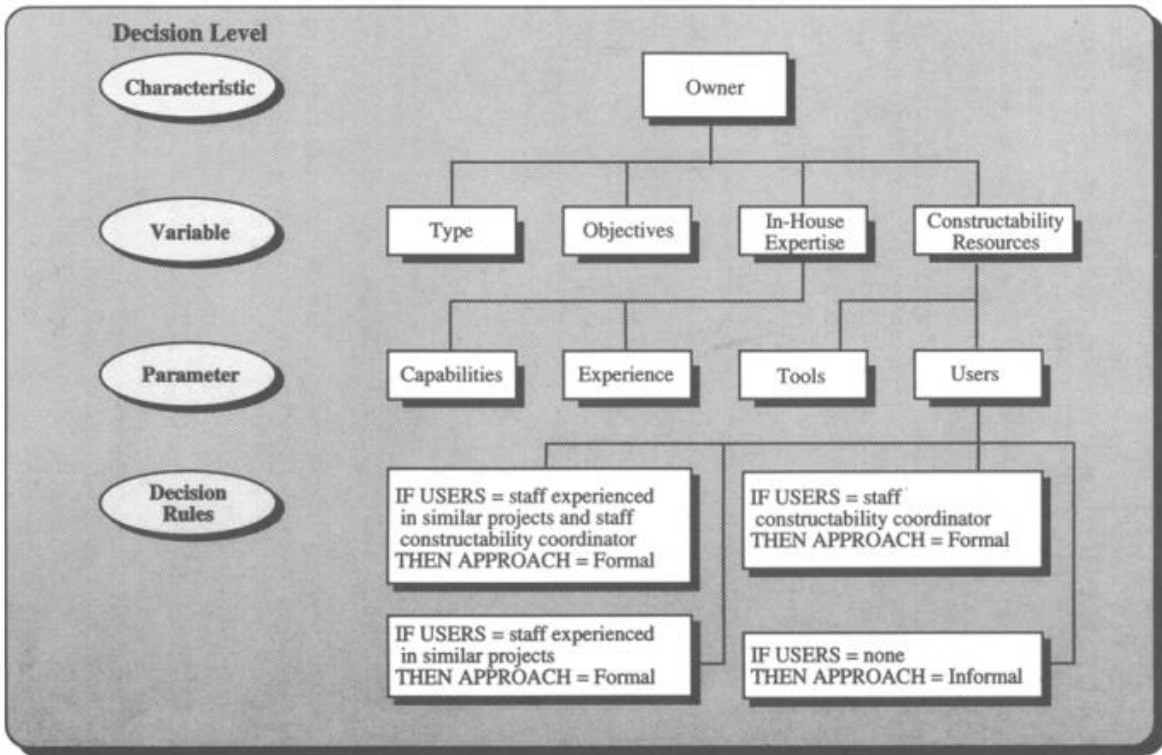 Decision Level
Characteristic
Owner
Variable
Type
Objectives
In-House
Expertise
Constructability
Resources
Parameter
Capabilities
Experience
Tools
Users
Decision
Rules
IF USERS = staff experienced
in similar projects and staff
constructability coordinator
THEN APPROACH = Formal
IF USERS = staff
constructability coordinator
THEN APPROACH = Formal
IF USERS = staff experienced
in similar projects
THEN APPROACH = Formal
IF USERS = none
THEN APPROACH = Informal